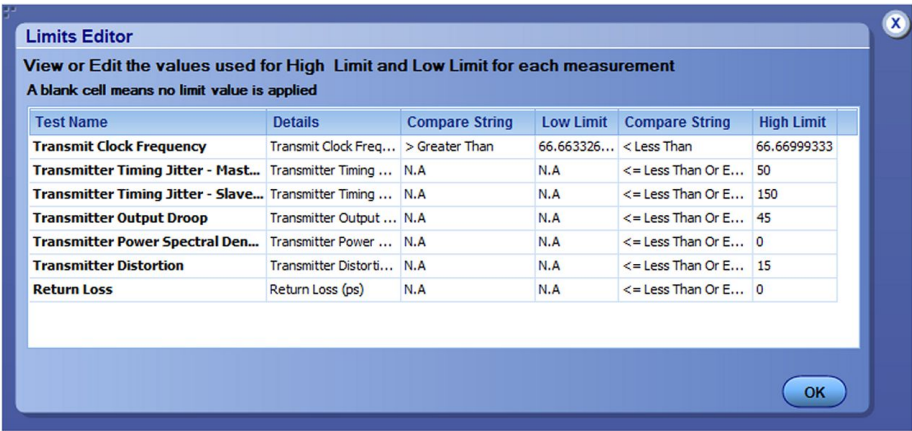 X
Limits Editor
View or Edit the values used for High Limit and Low Limit for each measurement
A blank cell means no limit value is applied
Test Name Details Compare String Low Limit Compare String High Limit
Transmit Clock Frequency Transmit Clock Freq... > Greater Than 66.663326... < Less Than 66.66999333
Transmitter Timing Jitter - Mast... Transmitter Timing ... N.A N.A <= Less Than Or E... 50
Transmitter Timing Jitter - Slave... Transmitter Timing ... N.A N.A <= Less Than Or E... 150
Transmitter Output Droop Transmitter Output ... N.A N.A <= Less Than Or E... 45
Transmitter Power Spectral Den... Transmitter Power ... N.A N.A <= Less Than Or E... 0
Transmitter Distortion Transmitter Distorti... N.A N.A <= Less Than Or E... 15
Return Loss Return Loss (ps) N.A N.A <= Less Than Or E... 0
OK